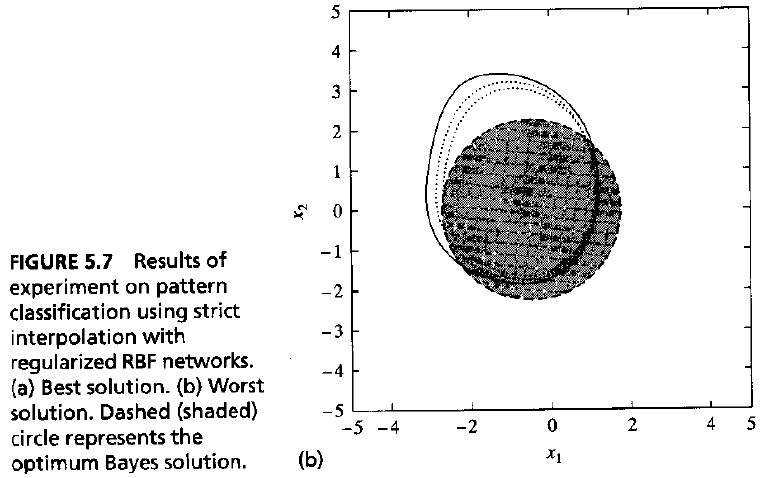 5
4
3
2
1
0
−1
−2
−3
−4
−5
x2
−5 −4 −2 0 2 4 5
x1
(b)
FIGURE 5.7 Results of
experiment on pattern
classification using strict
interpolation with
regularized RBF networks.
(a) Best solution. (b) Worst
solution. Dashed (shaded)
circle represents the
optimum Bayes solution.